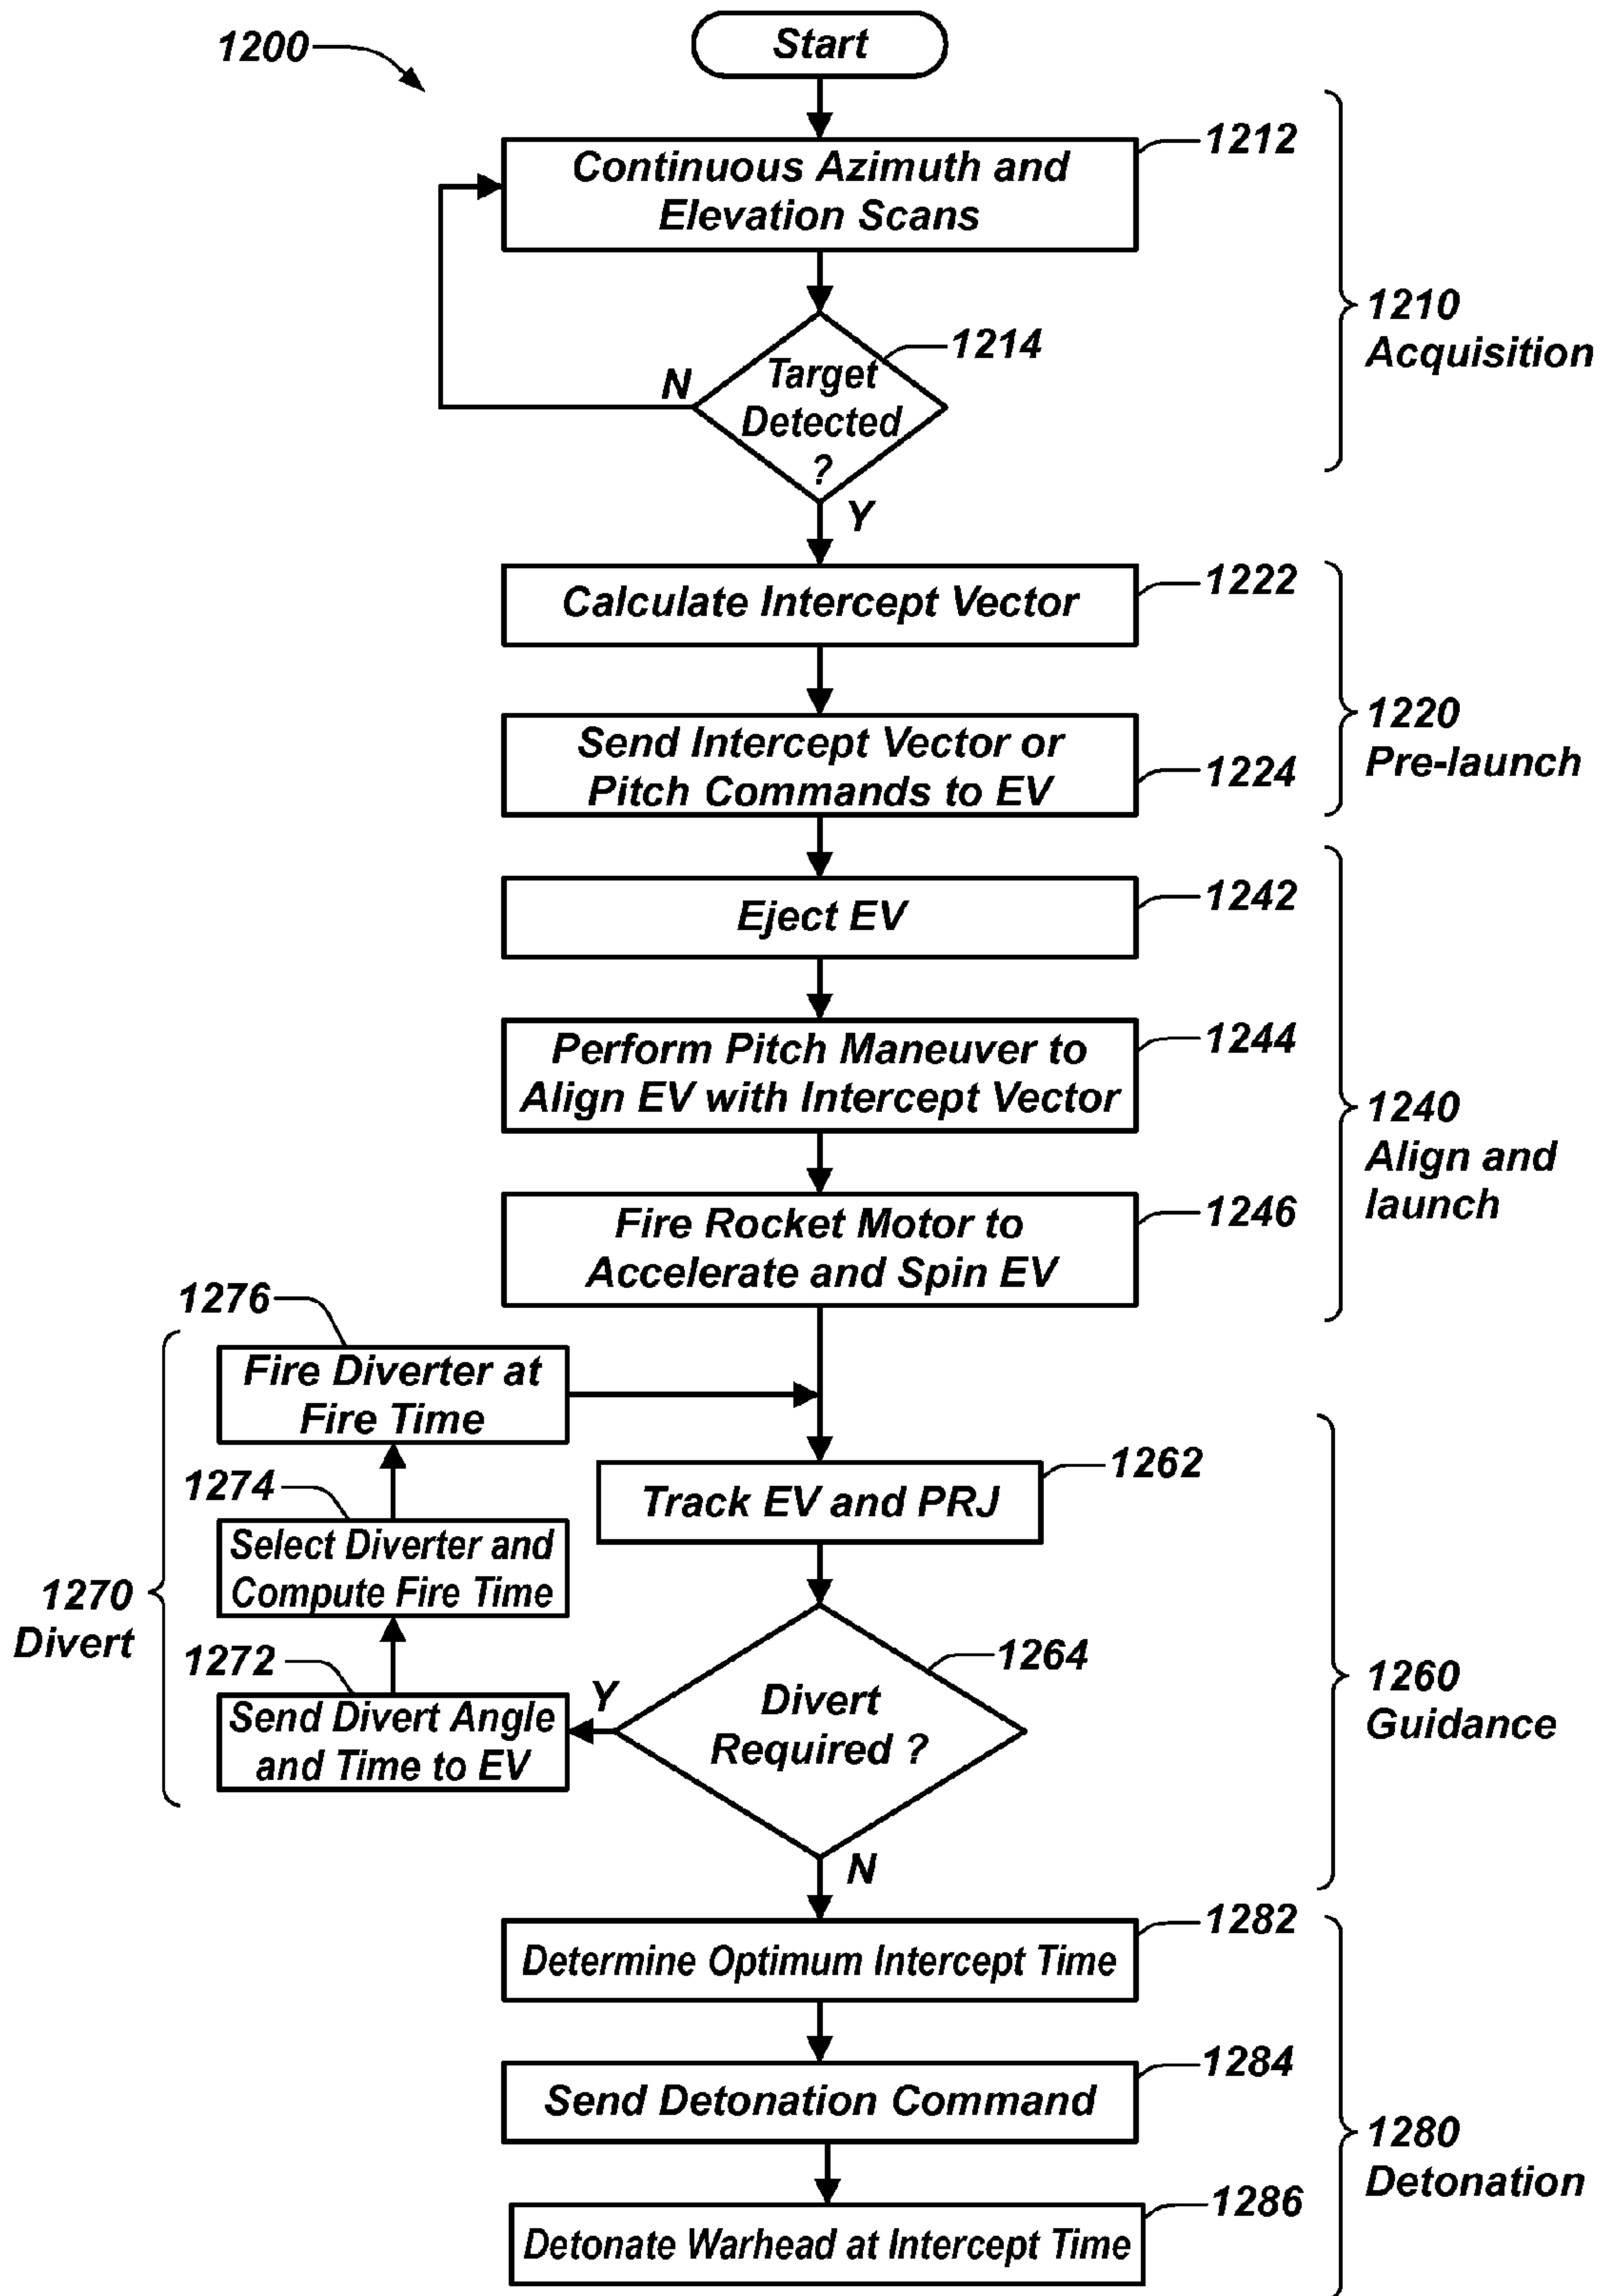 Start
1200
1212
Continuous Azimuth and
Elevation Scans
1210
Acquisition
1214
N
Target
Detected
?
Y
1222
Calculate Intercept Vector
1220
Pre-launch
Send Intercept Vector or
Pitch Commands to EV
1224
1242
Eject EV
1244
Perform Pitch Maneuver to
Align EV with Intercept Vector
1240
Align and
launch
1246
Fire Rocket Motor to
Accelerate and Spin EV
1276
Fire Diverter at
Fire Time
1262
Track EV and PRJ
1274
Select Diverter and
Compute Fire Time
1270
Divert
1272
Send Divert Angle
and Time to EV
Y
1264
Divert
Required ?
1260
Guidance
N
1282
Determine Optimum Intercept Time
1284
Send Detonation Command
1280
Detonation
1286
Detonate Warhead at Intercept Time